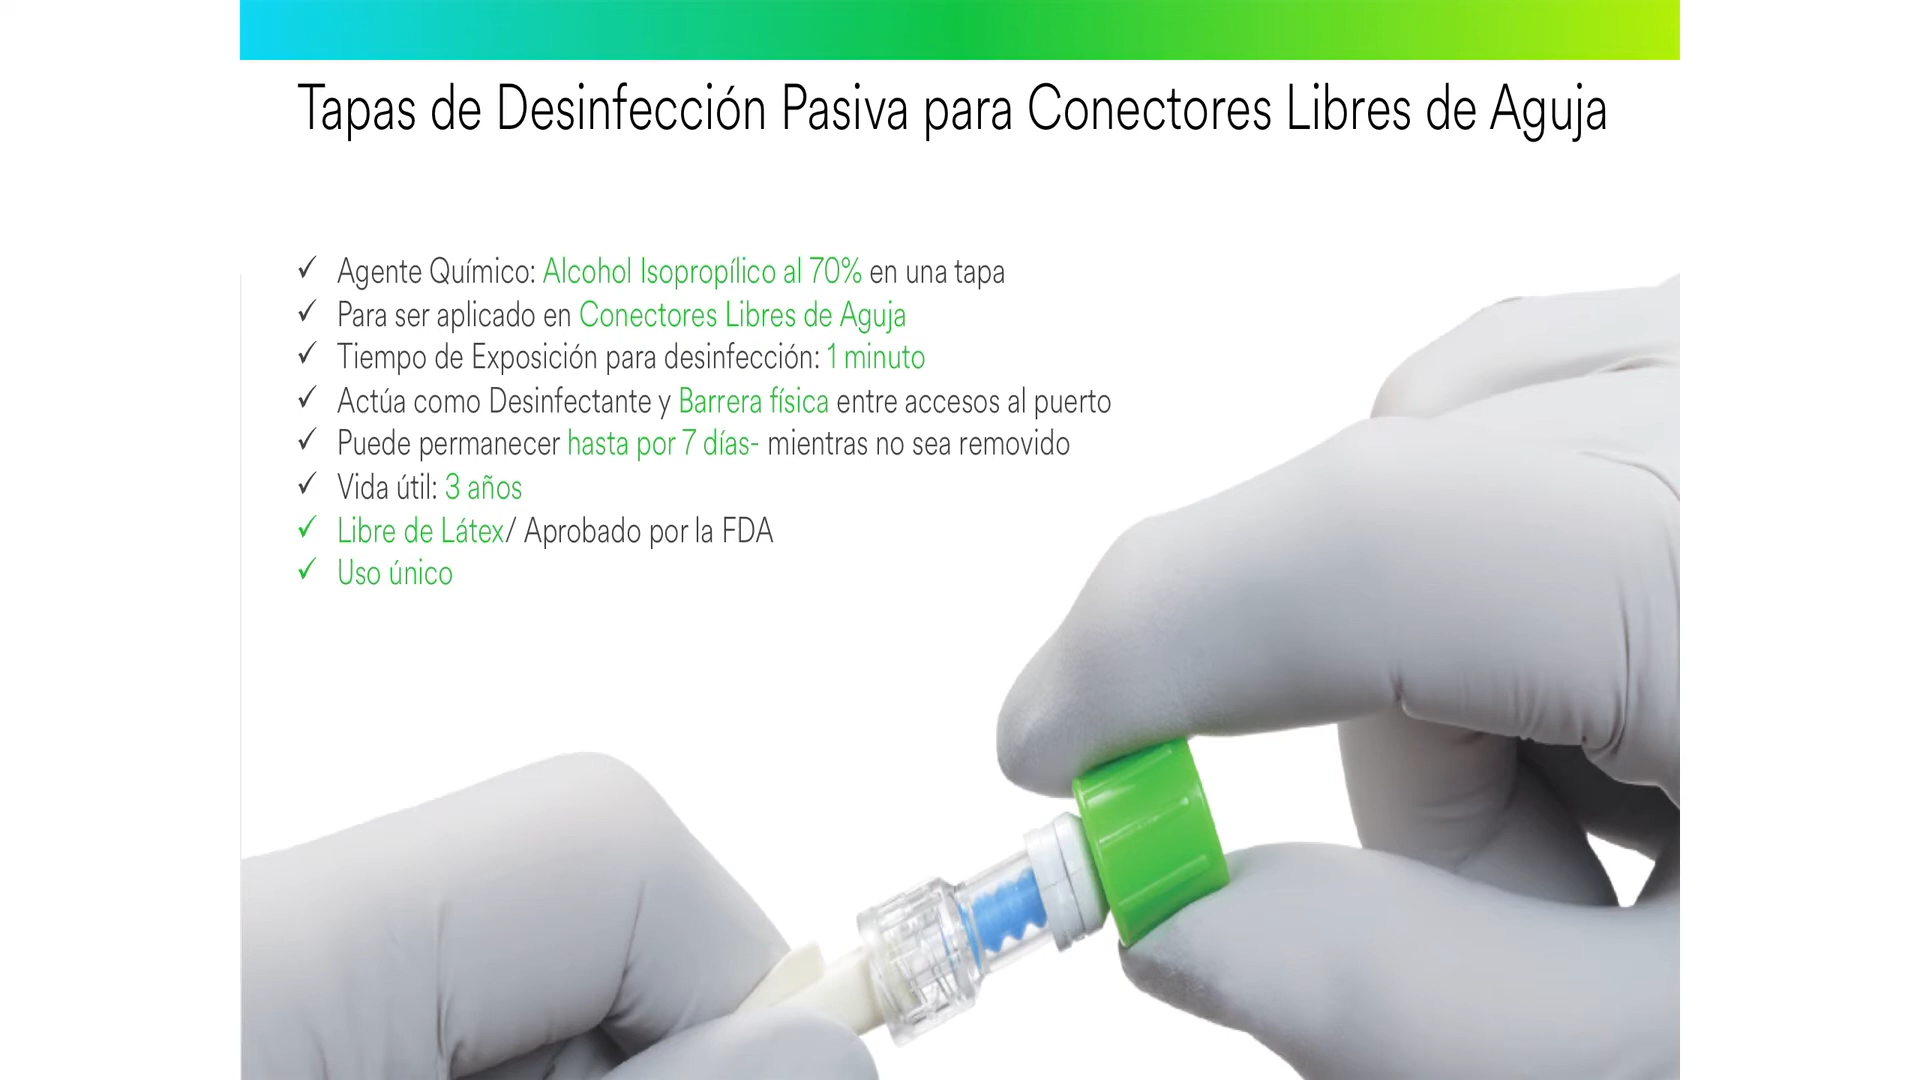 Tapas de Desinfección Pasiva para Conectores Libres de Aguja
✓ Agente Químico: Alcohol Isopropílico al 70% en una tapa
✓ Para ser aplicado en Conectores Libres de Aguja
✓ Tiempo de Exposición para desinfección: 1 minuto
✓ Actúa como Desinfectante y Barrera física entre accesos al puerto
✓ Puede permanecer hasta por 7 días- mientras no sea removido
✓ Vida útil: 3 años
✓ Libre de Látex/ Aprobado por la FDA
✓ Uso único